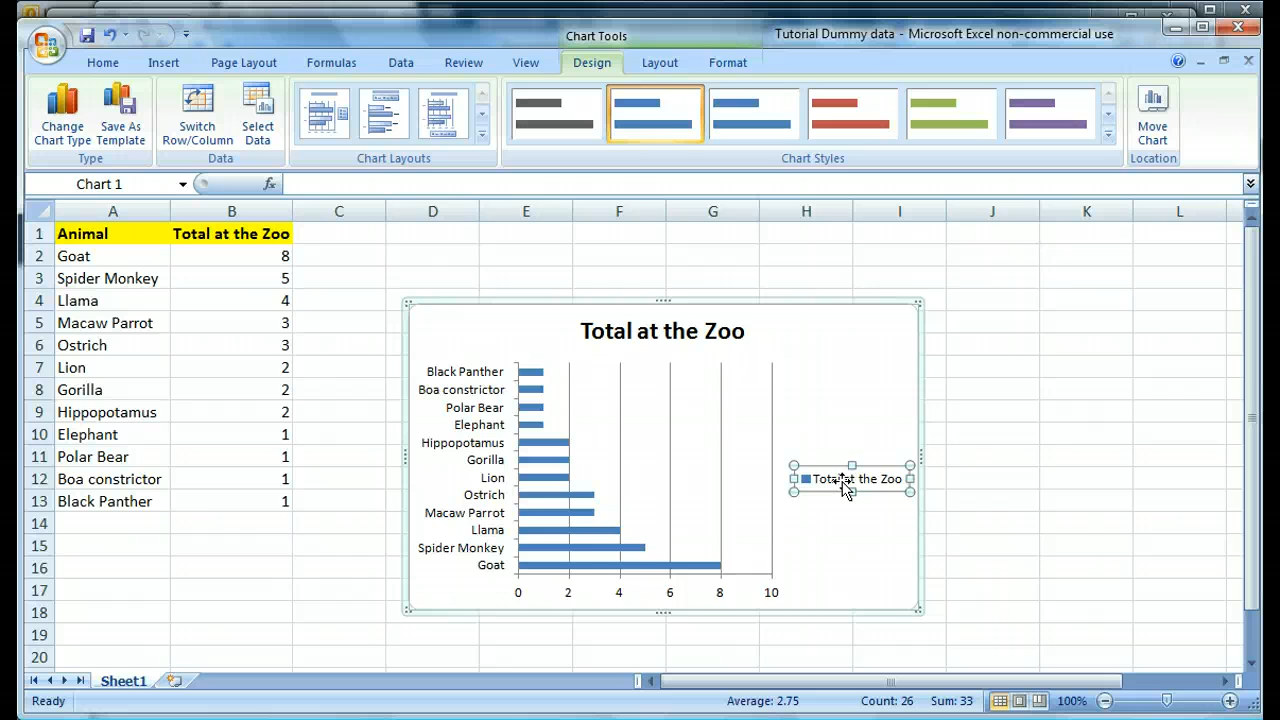 Chart Tools
Tutorial Dummy data - Microsoft Excel non-commercial use
Home Insert Page Layout Formulas Data Review View Design Layout Format
Change Chart Type
Save As Template
Switch Row/Column
Select Data
Move Chart
Type Data Chart Layouts Chart Styles Location
Chart 1 fx
A B C D E F G H I J K L
1 Animal Total at the Zoo
2 Goat 8
3 Spider Monkey 5
4 Llama 4
5 Macaw Parrot 3
6 Ostrich 3
7 Lion 2
8 Gorilla 2
9 Hippopotamus 2
10 Elephant 1
11 Polar Bear 1
12 Boa constrictor 1
13 Black Panther 1
14
15
16
17
18
19
20
Total at the Zoo
Black Panther
Boa constrictor
Polar Bear
Elephant
Hippopotamus
Gorilla
Lion
Ostrich
Macaw Parrot
Llama
Spider Monkey
Goat
0 2 4 6 8 10
Total at the Zoo
Sheet1
Ready Average: 2.75 Count: 26 Sum: 33 100%